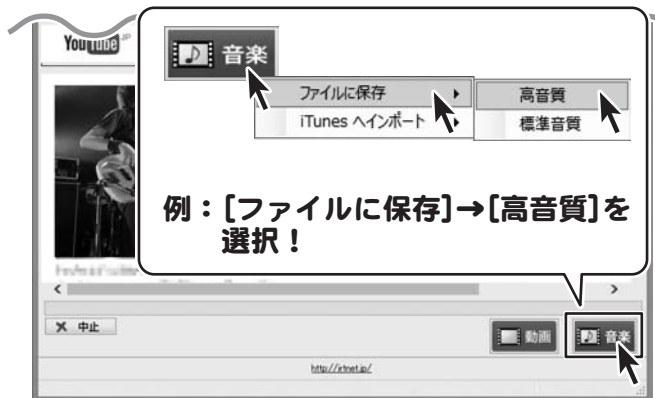 YouTube JP
音楽
ファイルに保存
高音質
iTunes へインポート
標準音質
例：[ファイルに保存]→[高音質]を
選択！
中止
動画
音楽
http://irtnet.jp/